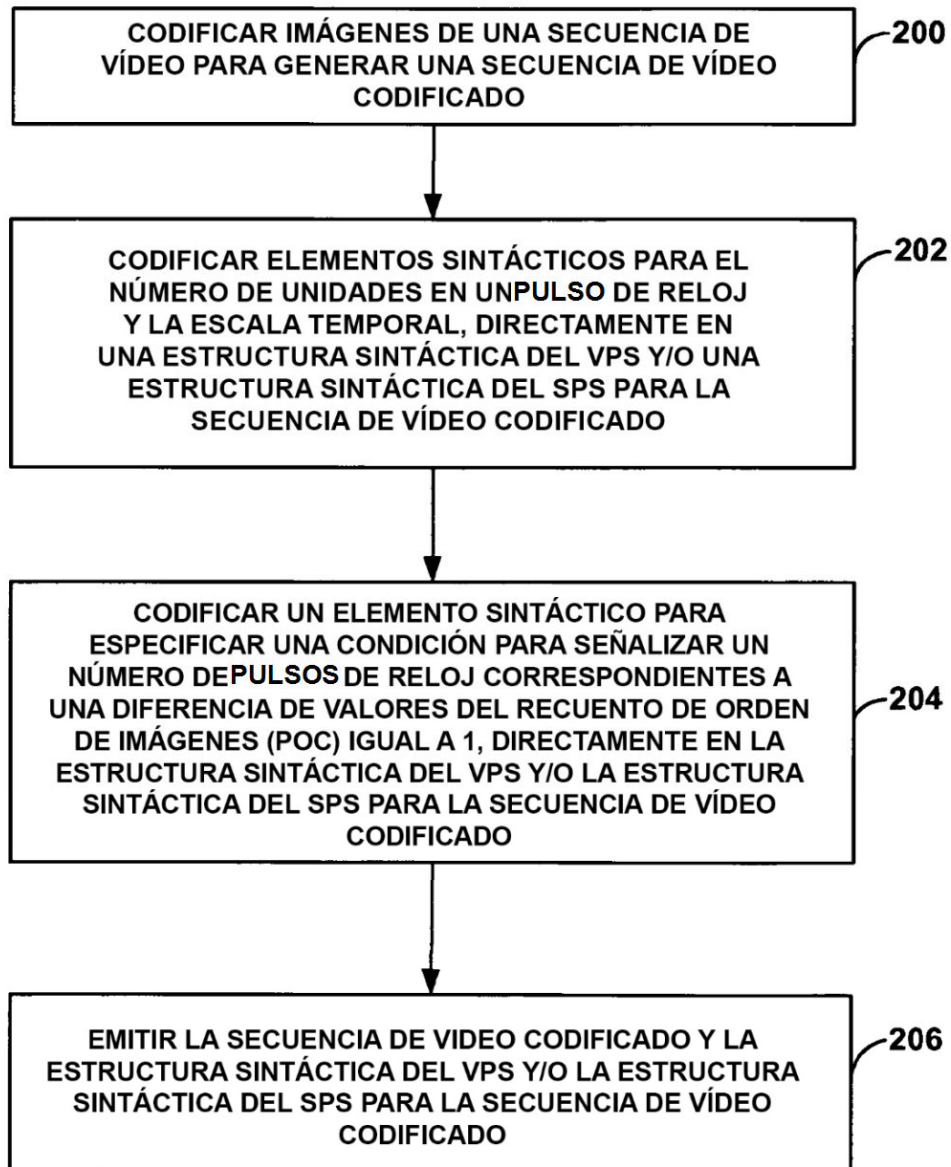 CODIFICAR IMÁGENES DE UNA SECUENCIA DE
VÍDEO PARA GENERAR UNA SECUENCIA DE VÍDEO
CODIFICADO
200
CODIFICAR ELEMENTOS SINTÁCTICOS PARA EL
NÚMERO DE UNIDADES EN UNPULSO DE RELOJ
Y LA ESCALA TEMPORAL, DIRECTAMENTE EN
UNA ESTRUCTURA SINTÁCTICA DEL VPS Y/O UNA
ESTRUCTURA SINTÁCTICA DEL SPS PARA LA
SECUENCIA DE VÍDEO CODIFICADO
202
CODIFICAR UN ELEMENTO SINTÁCTICO PARA
ESPECIFICAR UNA CONDICIÓN PARA SEÑALIZAR UN
NÚMERO DE PULSOS DE RELOJ CORRESPONDIENTES A
UNA DIFERENCIA DE VALORES DEL RECUENTO DE ORDEN
DE IMÁGENES (POC) IGUAL A 1, DIRECTAMENTE EN LA
ESTRUCTURA SINTÁCTICA DEL VPS Y/O LA ESTRUCTURA
SINTÁCTICA DEL SPS PARA LA SECUENCIA DE VÍDEO
CODIFICADO
204
EMITIR LA SECUENCIA DE VIDEO CODIFICADO Y LA
ESTRUCTURA SINTÁCTICA DEL VPS Y/O LA ESTRUCTURA
SINTÁCTICA DEL SPS PARA LA SECUENCIA DE VÍDEO
CODIFICADO
206